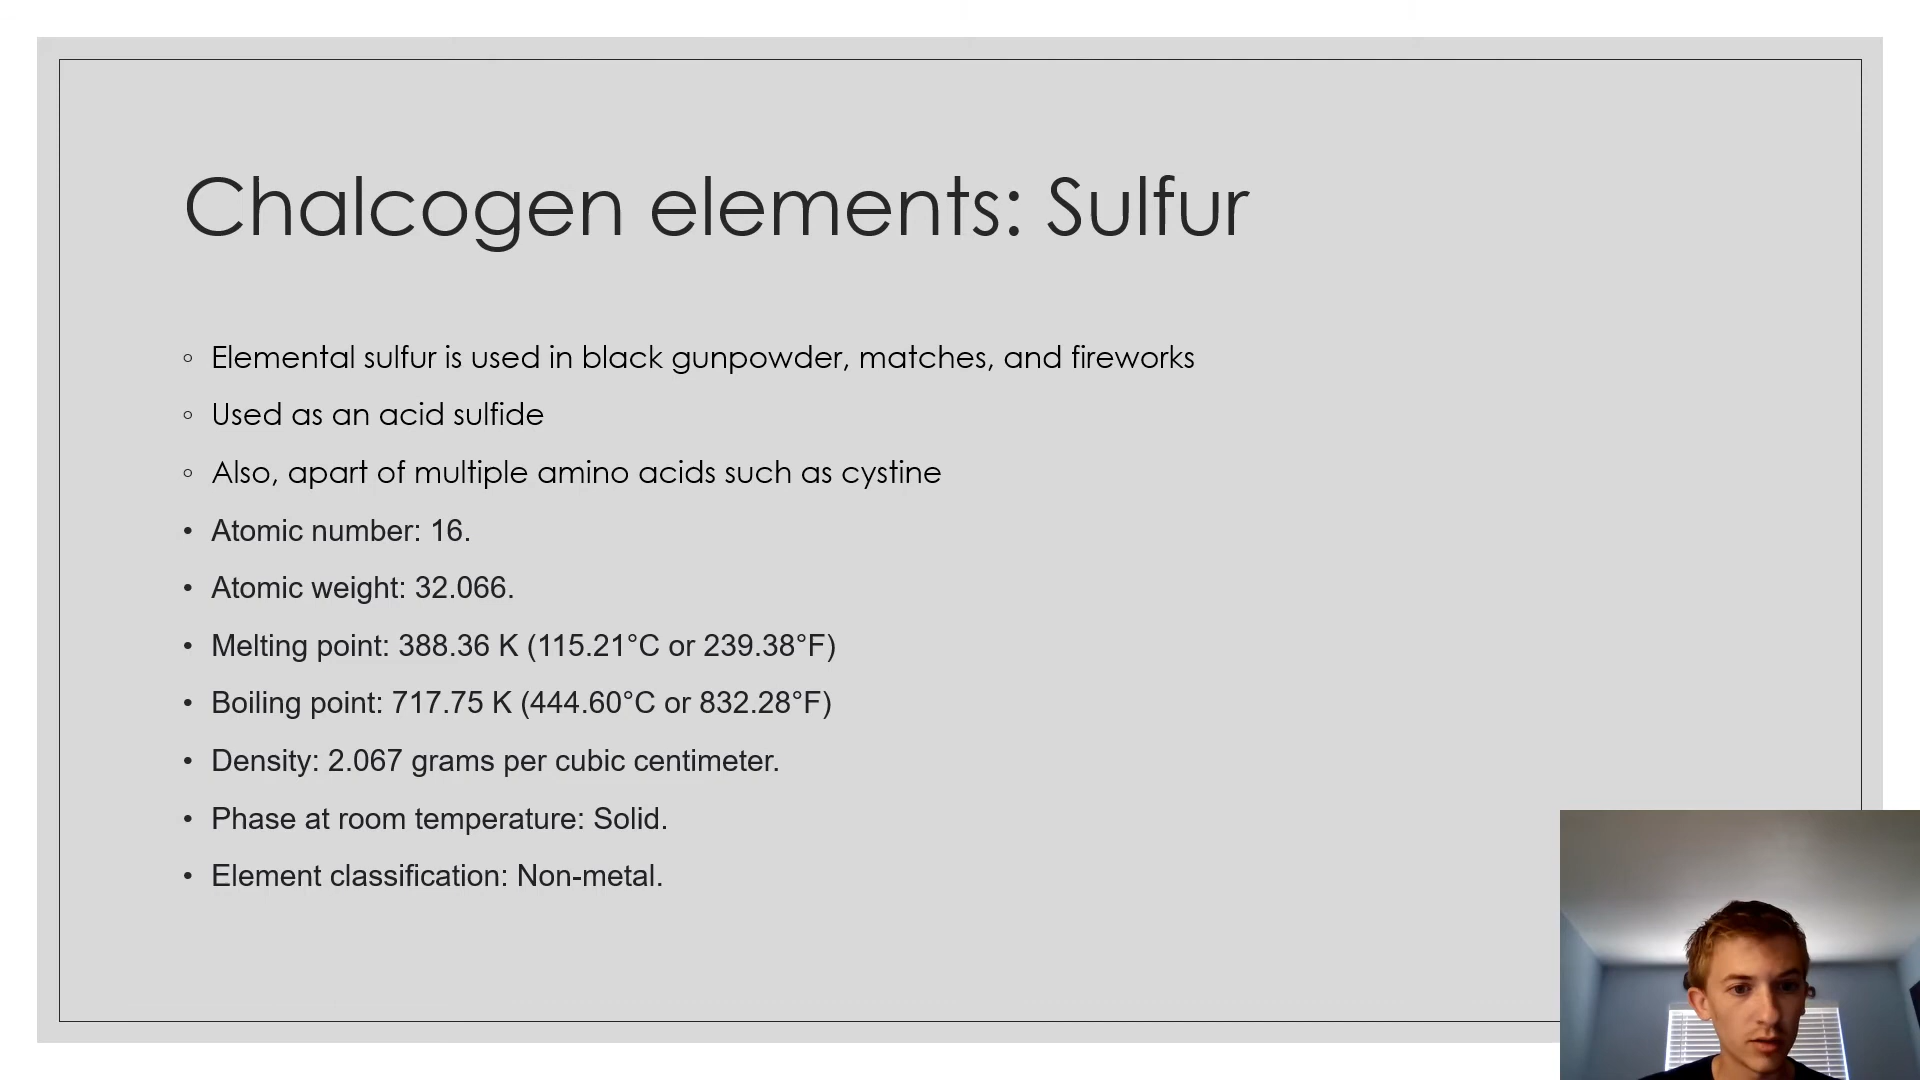 Chalcogen elements: Sulfur
◦ Elemental sulfur is used in black gunpowder, matches, and fireworks
◦ Used as an acid sulfide
◦ Also, apart of multiple amino acids such as cystine
• Atomic number: 16.
• Atomic weight: 32.066.
• Melting point: 388.36 K (115.21°C or 239.38°F)
• Boiling point: 717.75 K (444.60°C or 832.28°F)
• Density: 2.067 grams per cubic centimeter.
• Phase at room temperature: Solid.
• Element classification: Non-metal.